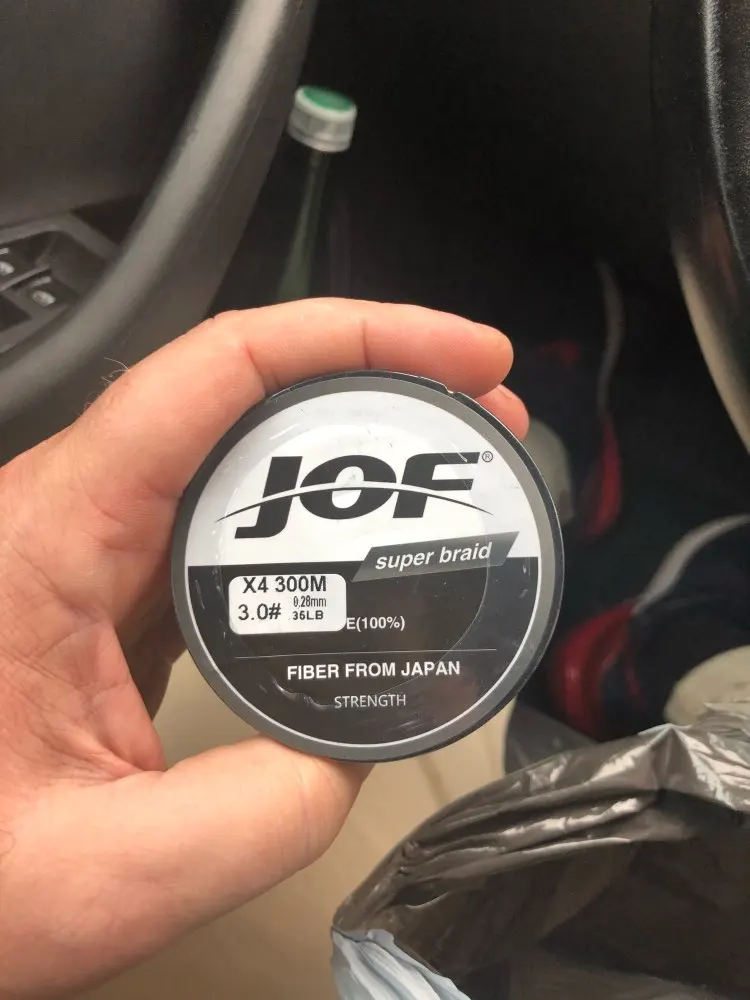 JOF®
super braid
X4 300M
3.0# 0.28mm
35LB
E(100%)
FIBER FROM JAPAN
STRENGTH